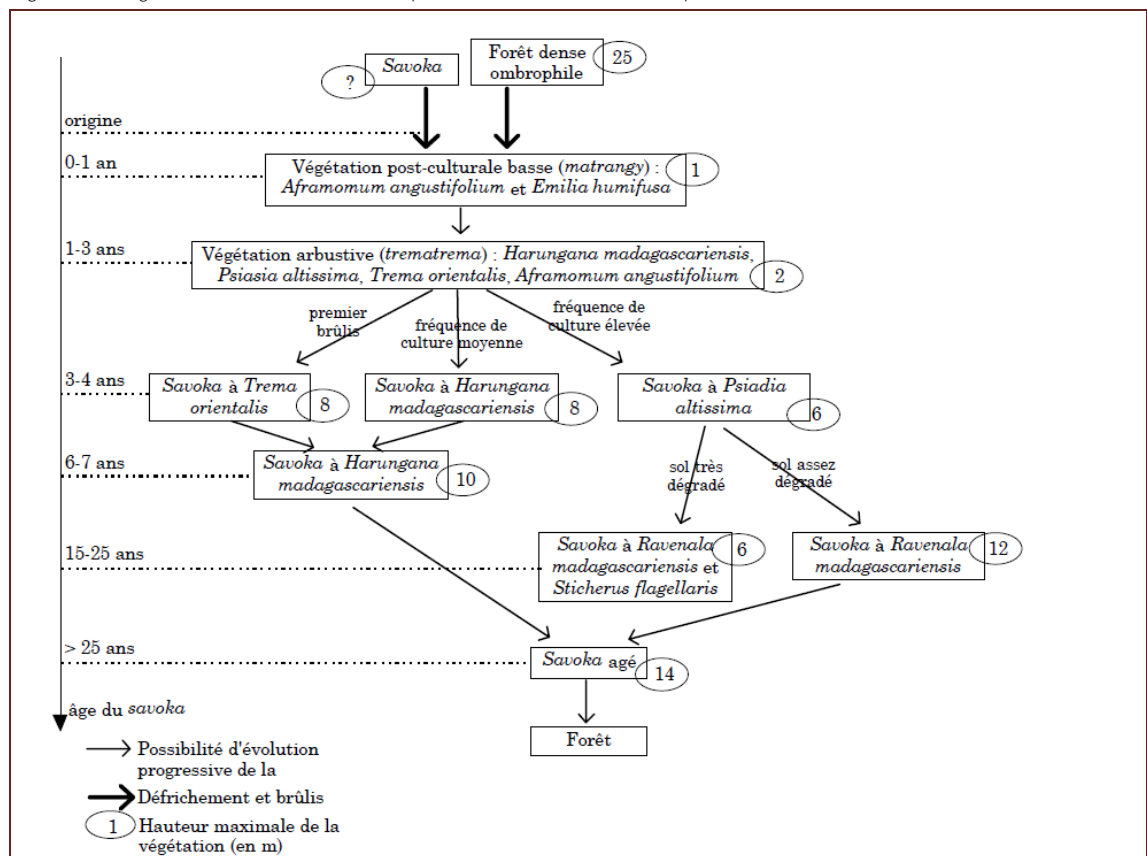 Savoka
?
Forêt dense
ombrophile
25
origine
0-1 an
Végétation post-culturale basse (matrangy) :
Aframomum angustifolium et Emilia humifusa
1
1-3 ans
Végétation arbustive (trematrema) : Harungana madagascariensis,
Psiasia altissima, Trema orientalis, Aframomum angustifolium
2
premier
brûlis
fréquence de
culture moyenne
fréquence de
culture élevée
3-4 ans
Savoka à Trema
orientalis
8
Savoka à Harungana
madagascariensis
8
Savoka à Psiadia
altissima
6
6-7 ans
Savoka à Harungana
madagascariensis
10
sol très
dégradé
sol assez
dégradé
15-25 ans
Savoka à Ravenala
madagascariensis et
Sticherus flagellaris
6
Savoka à Ravenala
madagascariensis
12
> 25 ans
Savoka agé
14
âge du savoka
Forêt
Possibilité d'évolution
progressive de la
Défrichement et brûlis
1
Hauteur maximale de la
végétation (en m)